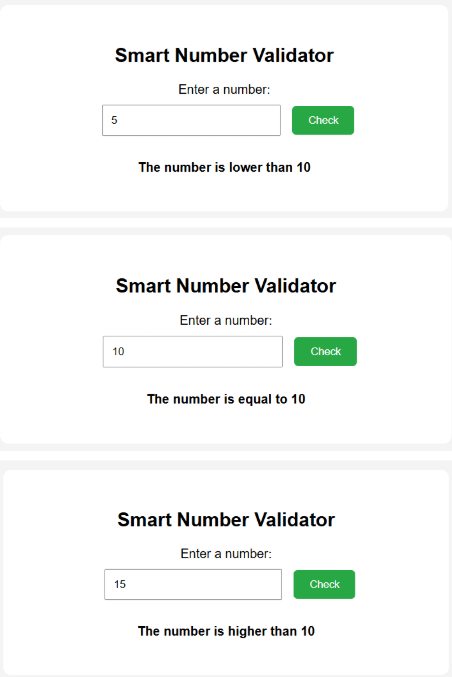 Smart Number Validator
Enter a number:
5 Check
The number is lower than 10
Smart Number Validator
Enter a number:
10 Check
The number is equal to 10
Smart Number Validator
Enter a number:
15 Check
The number is higher than 10